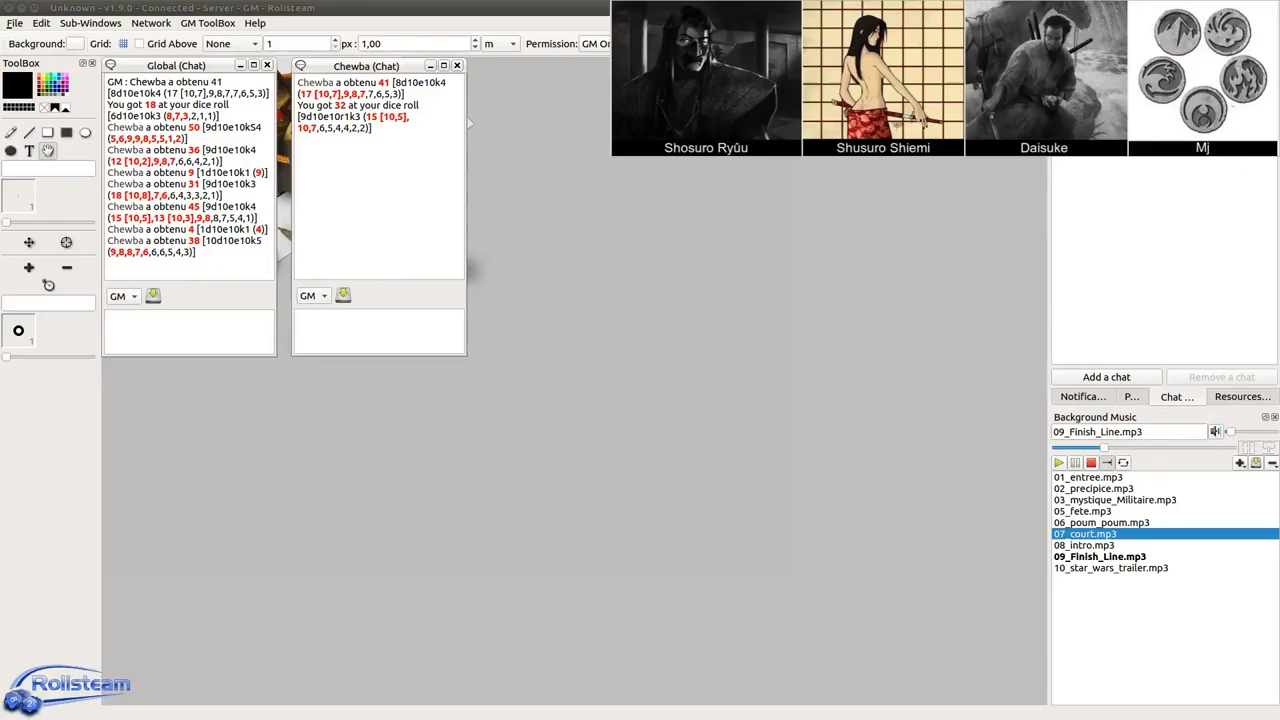 Unknown - v1.9.0 - Connected - Server - GM - Rolisteam
File Edit Sub-Windows Network GM ToolBox Help
Background: Grid: Grid Above None 1 px : 1,00 m Permission: GM On
ToolBox
Global (Chat)
GM : Chewba a obtenu 41
[8d10e10k4 (17 [10,7],9,8,7,7,6,5,3)]
You got 18 at your dice roll
[6d10e10k3 (8,7,3,2,1,1)]
Chewba a obtenu 50 [9d10e10k54
(5,6,9,9,8,5,5,1,2)]
Chewba a obtenu 36 [9d10e10k4
(12 [10,2],9,8,7,6,6,4,2,1)]
Chewba a obtenu 9 [1d10e10k1 (9)]
Chewba a obtenu 31 [9d10e10k3
(18 [10,8],7,6,6,4,3,3,2,1)]
Chewba a obtenu 45 [9d10e10k4
(15 [10,5],13 [10,3],9,8,8,7,5,4,1)]
Chewba a obtenu 4 [1d10e10k1 (4)]
Chewba a obtenu 38 [10d10e10k5
(9,8,8,7,6,6,6,5,4,3)]
GM
Chewba (Chat)
Chewba a obtenu 41 [8d10e10k4
(17 [10,7],9,8,7,7,6,5,3)]
You got 32 at your dice roll
[9d10e10r1k3 (15 [10,5],
10,7,6,5,4,4,2,2)]
GM
1
1
Shosuro Ryûu
Shusuro Shiemi
Daisuke
Mj
Add a chat Remove a chat
Notifica... P... Chat ... Resources...
Background Music
09_Finish_Line.mp3
01_entree.mp3
02_precipice.mp3
03_mystique_Militaire.mp3
05_fete.mp3
06_poum_poum.mp3
07_court.mp3
08_intro.mp3
09_Finish_Line.mp3
10_star_wars_trailer.mp3
Rolisteam